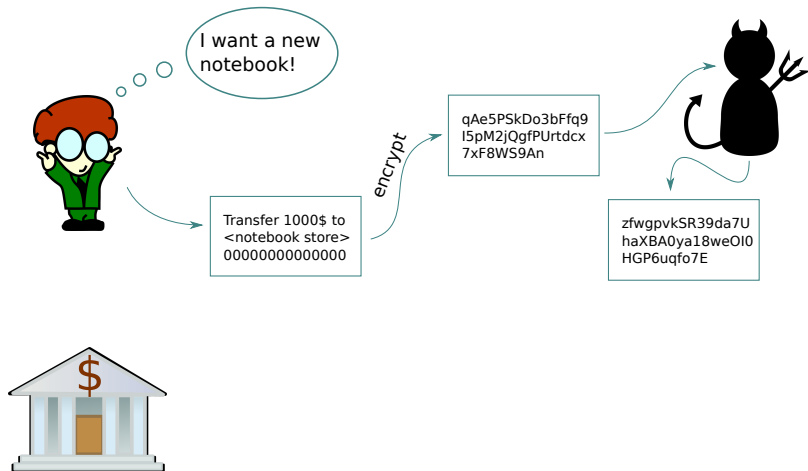 I want a new
notebook!
Transfer 1000$ to
<notebook store>
00000000000000
encrypt
qAe5PSkDo3bFfq9
I5pM2jQgfPUrtdcx
7xF8WS9An
zfwgpvkSR39da7U
haXBA0ya18weOI0
HGP6uqfo7E
$